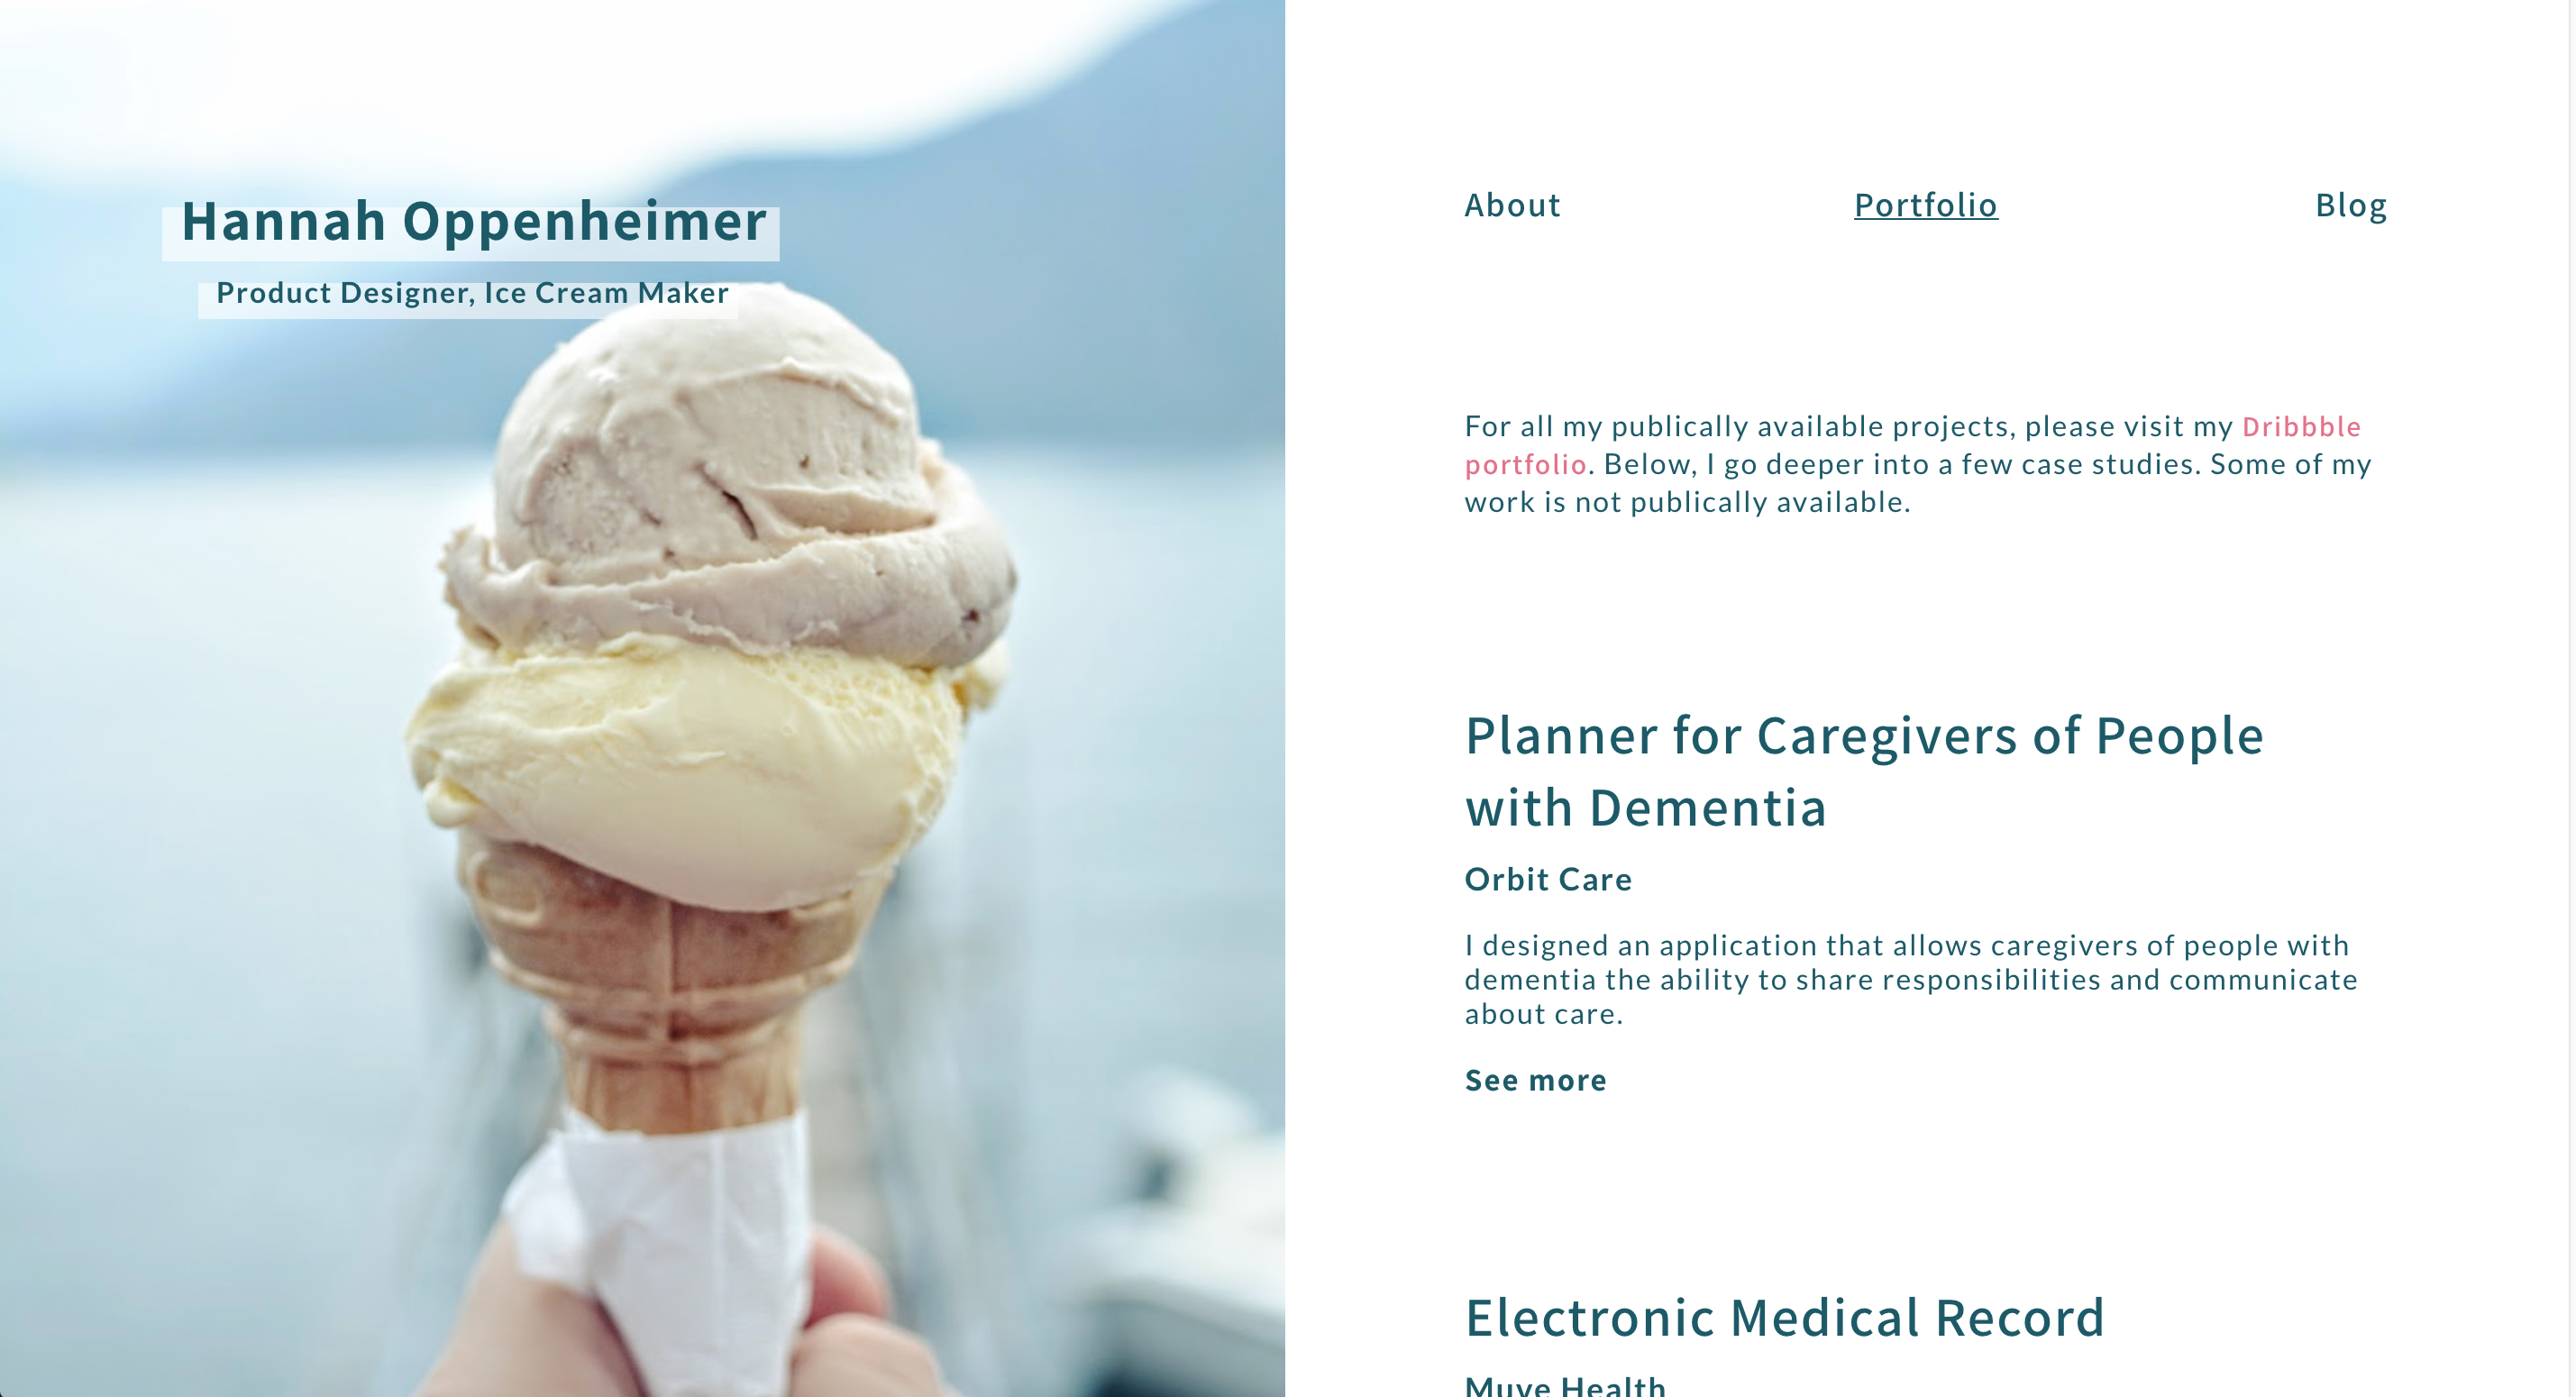 Hannah Oppenheimer
Product Designer, Ice Cream Maker
About Portfolio Blog
For all my publically available projects, please visit my Dribbble
portfolio. Below, I go deeper into a few case studies. Some of my
work is not publically available.
Planner for Caregivers of People
with Dementia
Orbit Care
I designed an application that allows caregivers of people with
dementia the ability to share responsibilities and communicate
about care.
See more
Electronic Medical Record
Muve Health